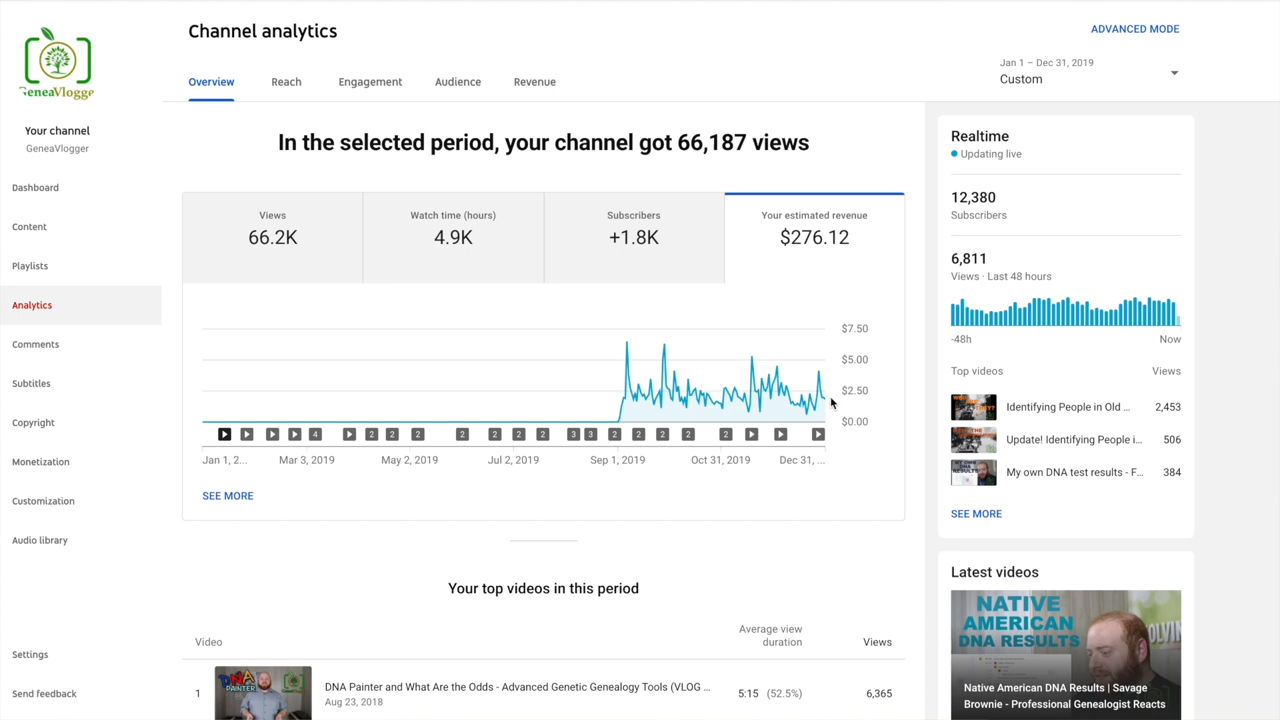 GeneaVlogger
Your channel
GeneaVlogger
Dashboard
Content
Playlists
Analytics
Comments
Subtitles
Copyright
Monetization
Customization
Audio library
Settings
Send feedback
Channel analytics
ADVANCED MODE
Overview
Reach
Engagement
Audience
Revenue
Jan 1 – Dec 31, 2019
Custom
In the selected period, your channel got 66,187 views
Views
66.2K
Watch time (hours)
4.9K
Subscribers
+1.8K
Your estimated revenue
$276.12
$7.50
$5.00
$2.50
$0.00
4 2 2 2 2 2 2 2 3 3 2 2 2 2 2
Jan 1, 2... Mar 3, 2019 May 2, 2019 Jul 2, 2019 Sep 1, 2019 Oct 31, 2019 Dec 31, ...
SEE MORE
Your top videos in this period
Video Average view duration Views
1 DNA PAINTER DNA Painter and What Are the Odds - Advanced Genetic Genealogy Tools (VLOG ... 5:15 (52.5%) 6,365
Aug 23, 2018
Realtime
Updating live
12,380
Subscribers
6,811
Views · Last 48 hours
-48h Now
Top videos Views
Identifying People in Old ... 2,453
Update! Identifying People i... 506
My own DNA test results - F... 384
SEE MORE
Latest videos
NATIVE
AMERICAN
DNA RESULTS
Native American DNA Results | Savage
Brownie - Professional Genealogist Reacts